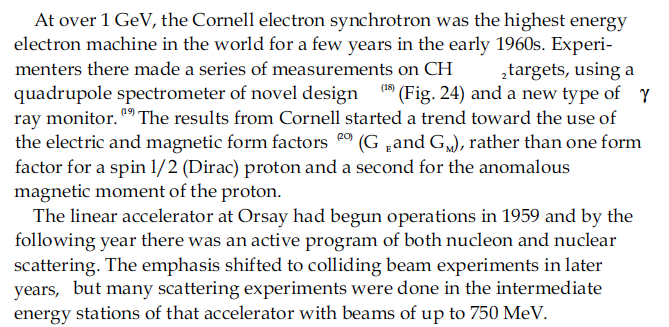 At over 1 GeV, the Cornell electron synchrotron was the highest energy
electron machine in the world for a few years in the early 1960s. Experi-
menters there made a series of measurements on CH ₂targets, using a
quadrupole spectrometer of novel design ⁽¹⁸⁾ (Fig. 24) and a new type of γ
ray monitor. ⁽¹⁹⁾ The results from Cornell started a trend toward the use of
the electric and magnetic form factors ⁽²⁰⁾ (G Eand GM), rather than one form
factor for a spin l/2 (Dirac) proton and a second for the anomalous
magnetic moment of the proton.
The linear accelerator at Orsay had begun operations in 1959 and by the
following year there was an active program of both nucleon and nuclear
scattering. The emphasis shifted to colliding beam experiments in later
years, but many scattering experiments were done in the intermediate
energy stations of that accelerator with beams of up to 750 MeV.